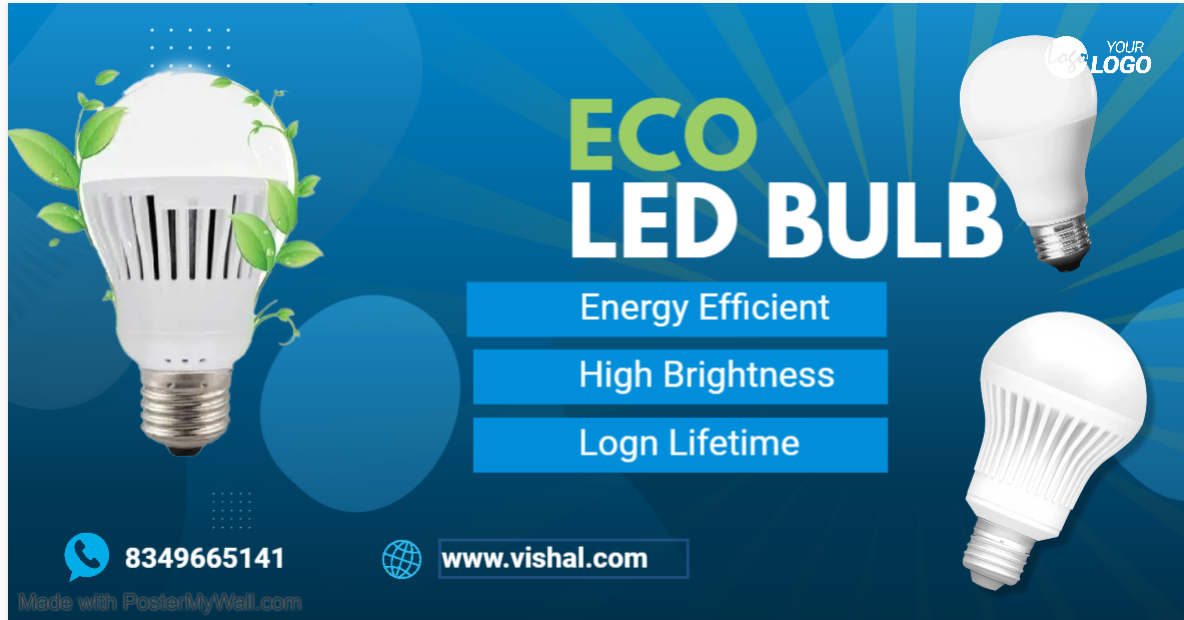 Logo
YOUR
LOGO
ECO
LED BULB
Energy Efficient
High Brightness
Logn Lifetime
8349665141
www.vishal.com
Made with PosterMyWall.com